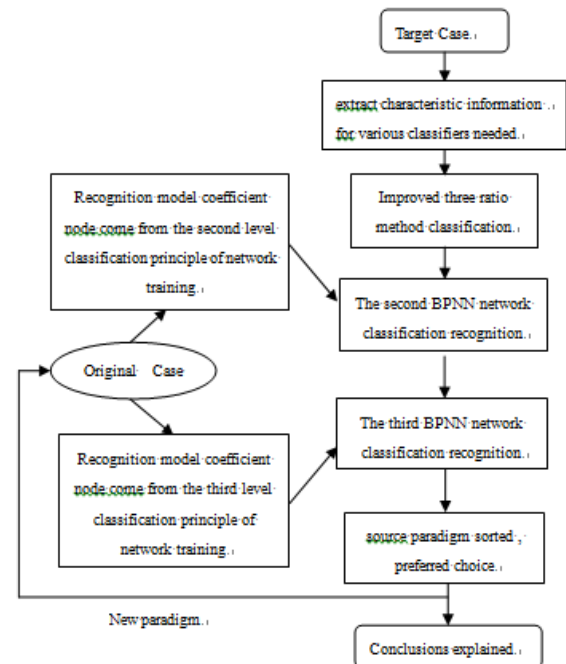 Target Case.
extract characteristic information .
for various classifiers needed.
Improved three ratio
method classification.
Recognition model coefficient
node come from the second level
classification principle of network
training.
The second BPNN network
classification recognition.
Original Case
The third BPNN network
classification recognition.
Recognition model coefficient
node come from the third level
classification principle of
network training.
source paradigm sorted ,
preferred choice.
New paradigm.
Conclusions explained.